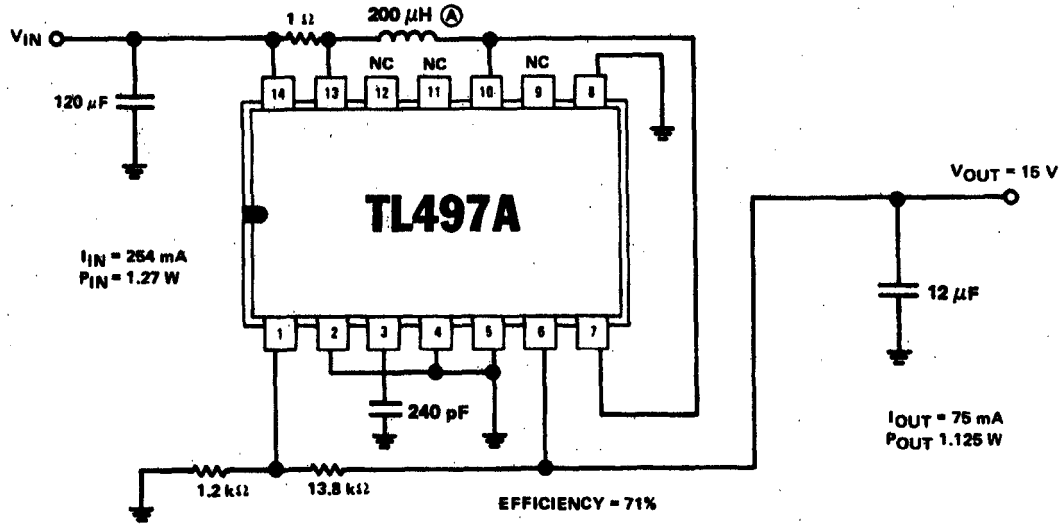 1 Ω
200 μH Ⓐ
VIN
NC
NC
NC
14
13
12
11
10
9
8
120 μF
TL497A
VOUT = 15 V
IIN = 254 mA
PIN = 1.27 W
12 μF
1
2
3
4
5
6
7
240 pF
IOUT = 75 mA
POUT 1.125 W
1.2 kΩ
13.8 kΩ
EFFICIENCY = 71%